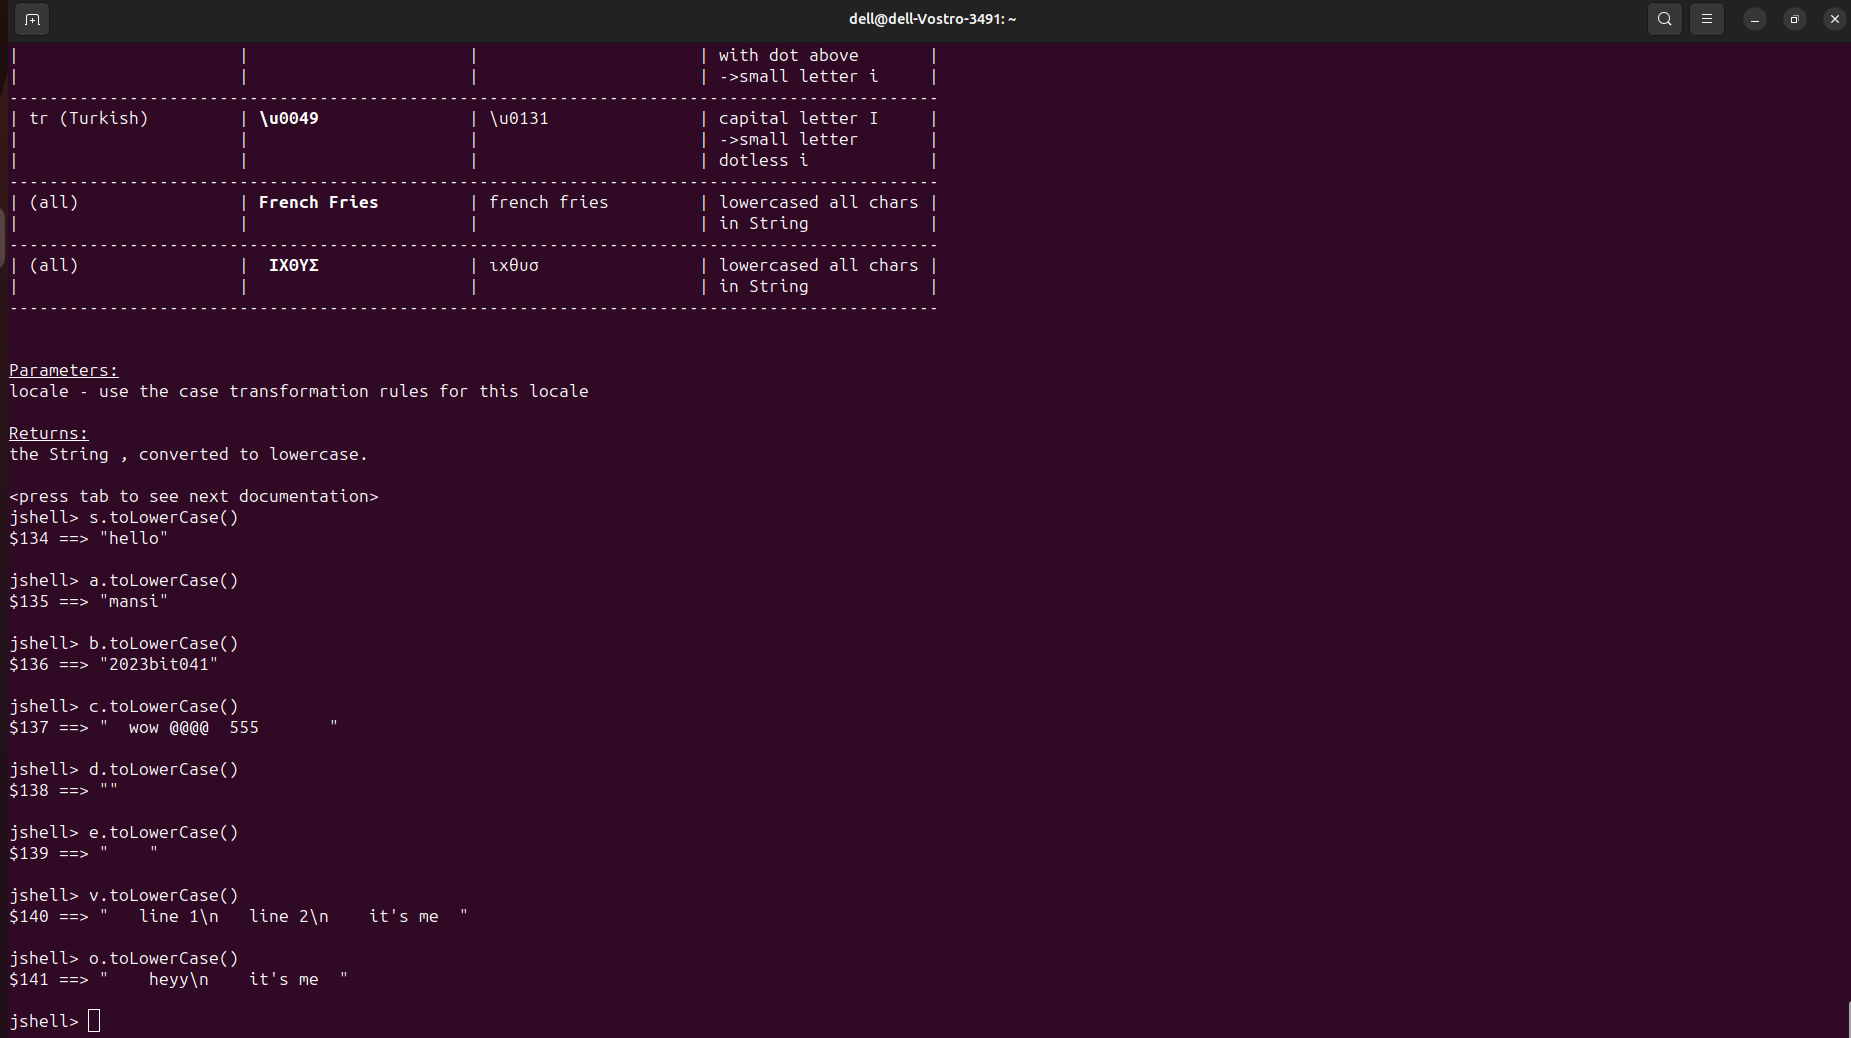 dell@dell-Vostro-3491: ~
|                      |                      |                      | with dot above       |
|                      |                      |                      | ->small letter i     |
---------------------------------------------------------------------------------------------
| tr (Turkish)         | \u0049               | \u0131               | capital letter I     |
|                      |                      |                      | ->small letter       |
|                      |                      |                      | dotless i            |
---------------------------------------------------------------------------------------------
| (all)                | French Fries         | french fries         | lowercased all chars |
|                      |                      |                      | in String            |
---------------------------------------------------------------------------------------------
| (all)                |  ΙΧΘΥΣ               | ιχθυσ                | lowercased all chars |
|                      |                      |                      | in String            |
---------------------------------------------------------------------------------------------
Parameters:
locale - use the case transformation rules for this locale
Returns:
the String , converted to lowercase.
<press tab to see next documentation>
jshell> s.toLowerCase()
$134 ==> "hello"
jshell> a.toLowerCase()
$135 ==> "mansi"
jshell> b.toLowerCase()
$136 ==> "2023bit041"
jshell> c.toLowerCase()
$137 ==> "  wow @@@@  555       "
jshell> d.toLowerCase()
$138 ==> ""
jshell> e.toLowerCase()
$139 ==> "    "
jshell> v.toLowerCase()
$140 ==> "   line 1\n   line 2\n    it's me  "
jshell> o.toLowerCase()
$141 ==> "    heyy\n    it's me  "
jshell>